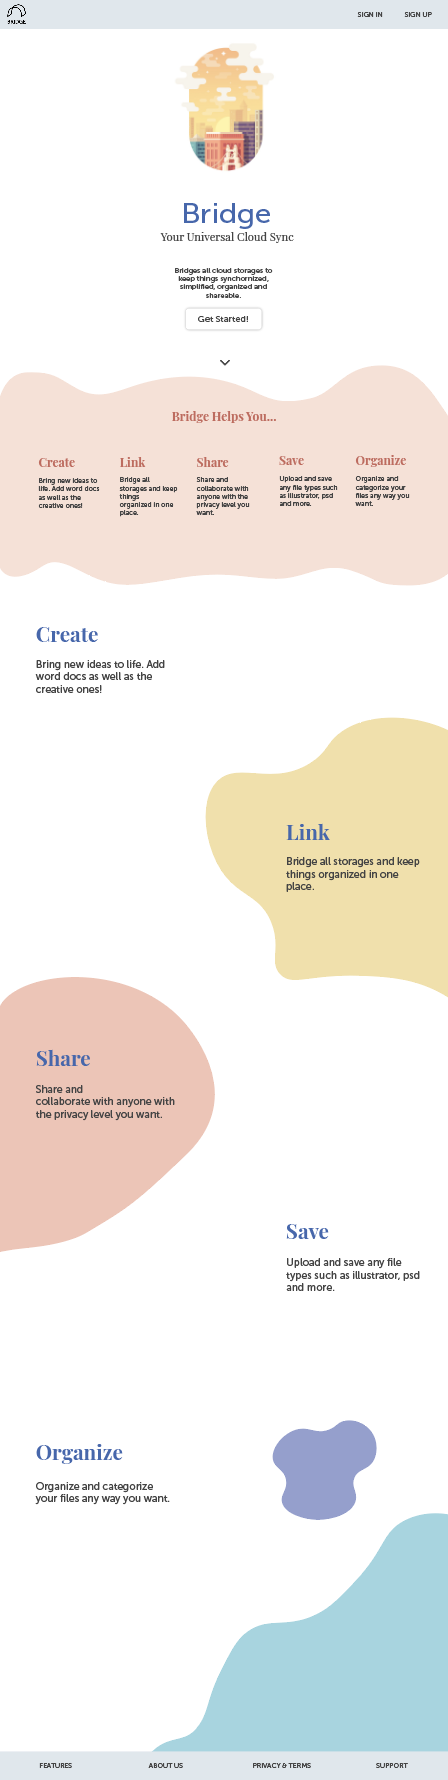 BRIDGE
SIGN IN
SIGN UP
Bridge
Your Universal Cloud Sync
Bridges all cloud storages to
keep things synchornized,
simplified, organized and
shareable.
Get Started!
Bridge Helps You...
Create
Bring new ideas to
life. Add word docs
as well as the
creative ones!
Link
Bridge all
storages and keep
things
organized in one
place.
Share
Share and
collaborate with
anyone with the
privacy level you
want.
Save
Upload and save
any file types such
as illustrator, psd
and more.
Organize
Organize and
categorize your
files any way you
want.
Create
Bring new ideas to life. Add
word docs as well as the
creative ones!
Link
Bridge all storages and keep
things organized in one
place.
Share
Share and
collaborate with anyone with
the privacy level you want.
Save
Upload and save any file
types such as illustrator, psd
and more.
Organize
Organize and categorize
your files any way you want.
FEATURES
ABOUT US
PRIVACY & TERMS
SUPPORT